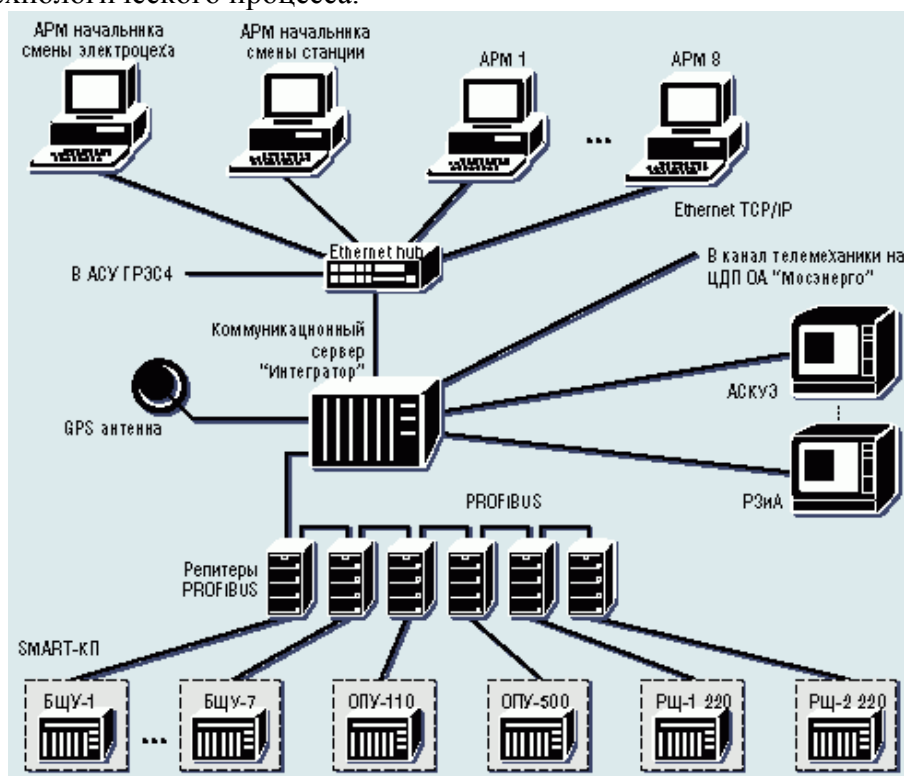 ехнологического процесса.
АРМ начальника
смены электроцеха
АРМ начальника
смены станции
АРМ 1
АРМ 8
...
Ethernet TCP/IP
Ethernet hub
В АСУ ГРЭС4
В канал телемеханики на
ЦДП ОА "Мосэнерго"
Коммуникационный
сервер
"Интегратор"
АСКУЭ
GPS антенна
РЗиА
PROFIBUS
Репитеры
PROFIBUS
SMART-КП
БЩУ-1
...
БЩУ-7
ОПУ-110
ОПУ-500
РЩ-1 220
РЩ-2 220